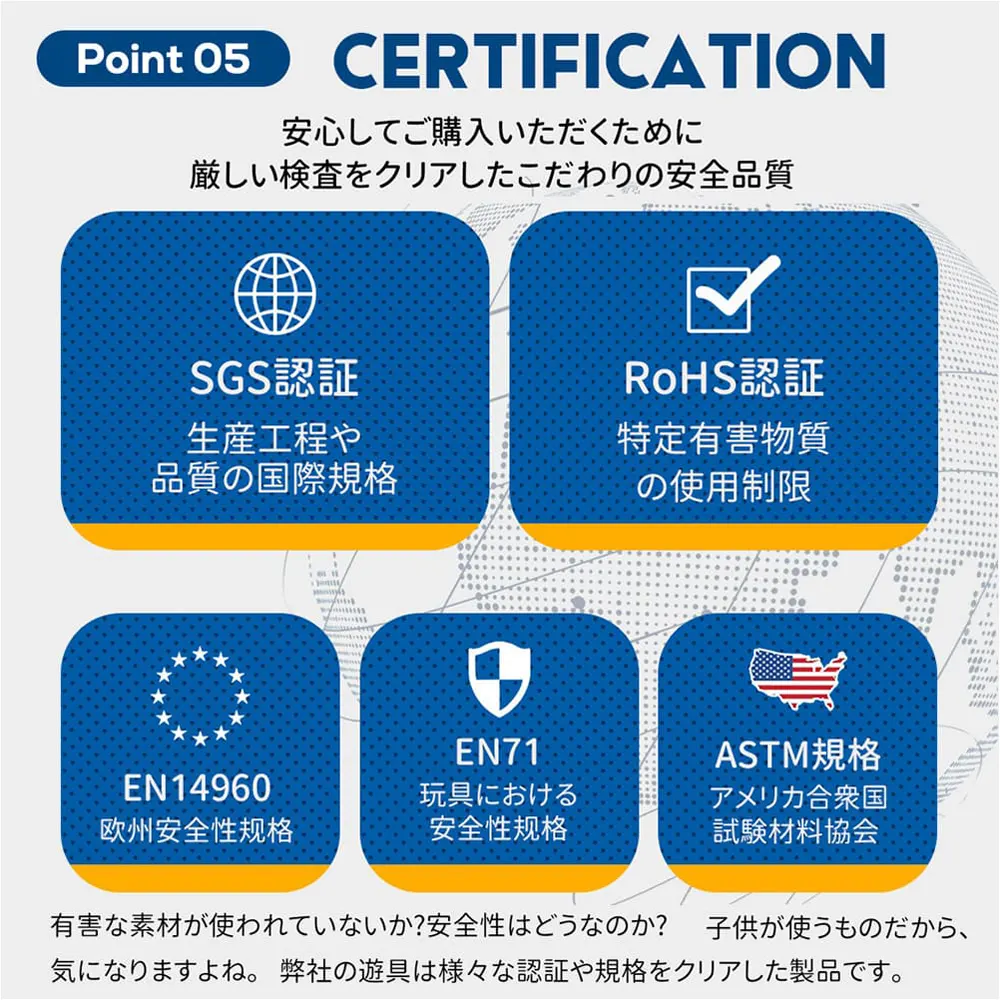 Point 05
CERTIFICATION
安心してご購入いただくために
厳しい検査をクリアしたこだわりの安全品質
SGS認証
生産工程や
品質の国際規格
RoHS認証
特定有害物質
の使用制限
EN14960
欧州安全性规格
EN71
玩具における
安全性规格
ASTM規格
アメリカ合衆国
試験材料協会
有害な素材が使われていないか?安全性はどうなのか? 子供が使うものだから、
気になりますよね。 弊社の遊具は様々な認証や規格をクリアした製品です。